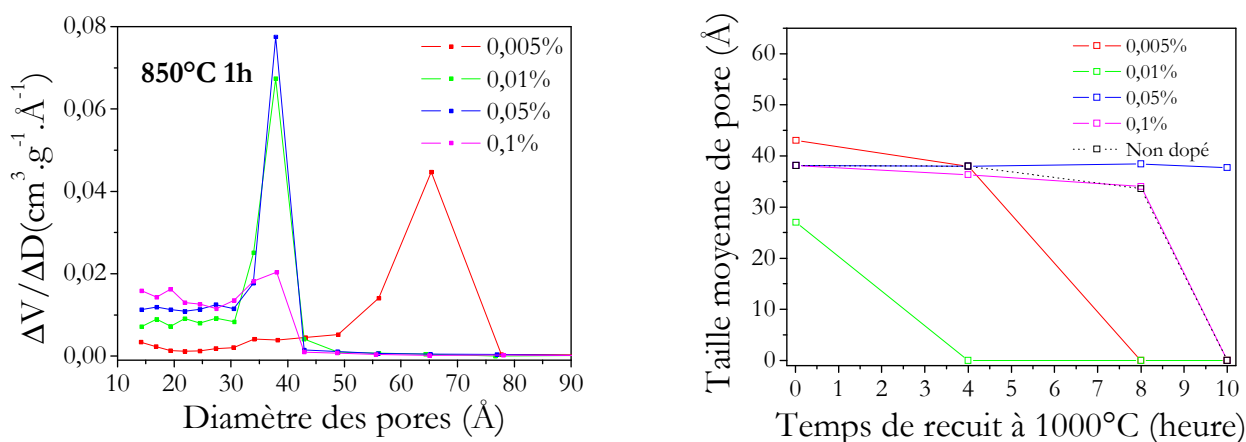 ΔV/ΔD(cm³.g⁻¹.Å⁻¹)
0,08
0,06
0,04
0,02
0,00
850°C 1h
0,005%
0,01%
0,05%
0,1%
10 20 30 40 50 60 70 80 90
Diamètre des pores (Å)
Taille moyenne de pore (Å)
60
50
40
30
20
10
0
0,005%
0,01%
0,05%
0,1%
Non dopé
0 1 2 3 4 5 6 7 8 9 10
Temps de recuit à 1000°C (heure)